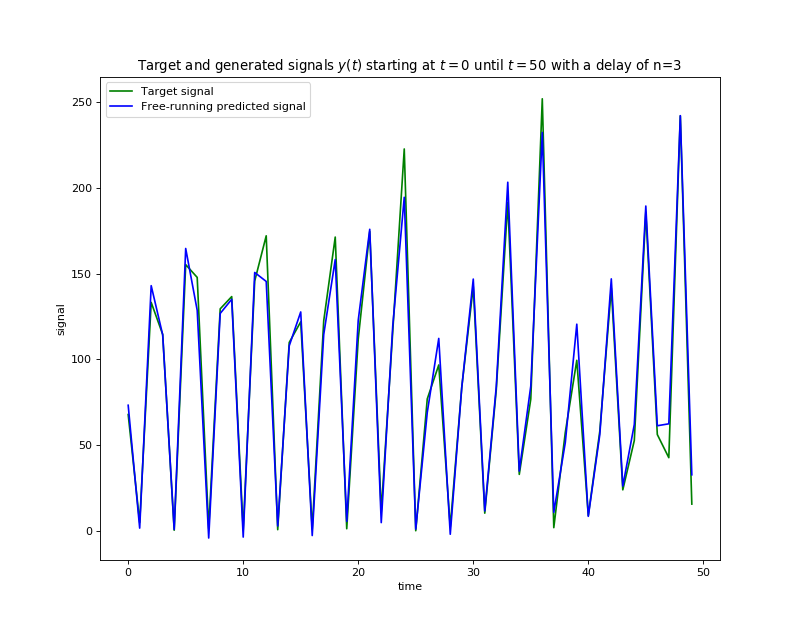 Target and generated signals y(t) starting at t = 0 until t = 50 with a delay of n=3
Target signal
Free-running predicted signal
250
200
150
100
50
0
signal
0 10 20 30 40 50
time